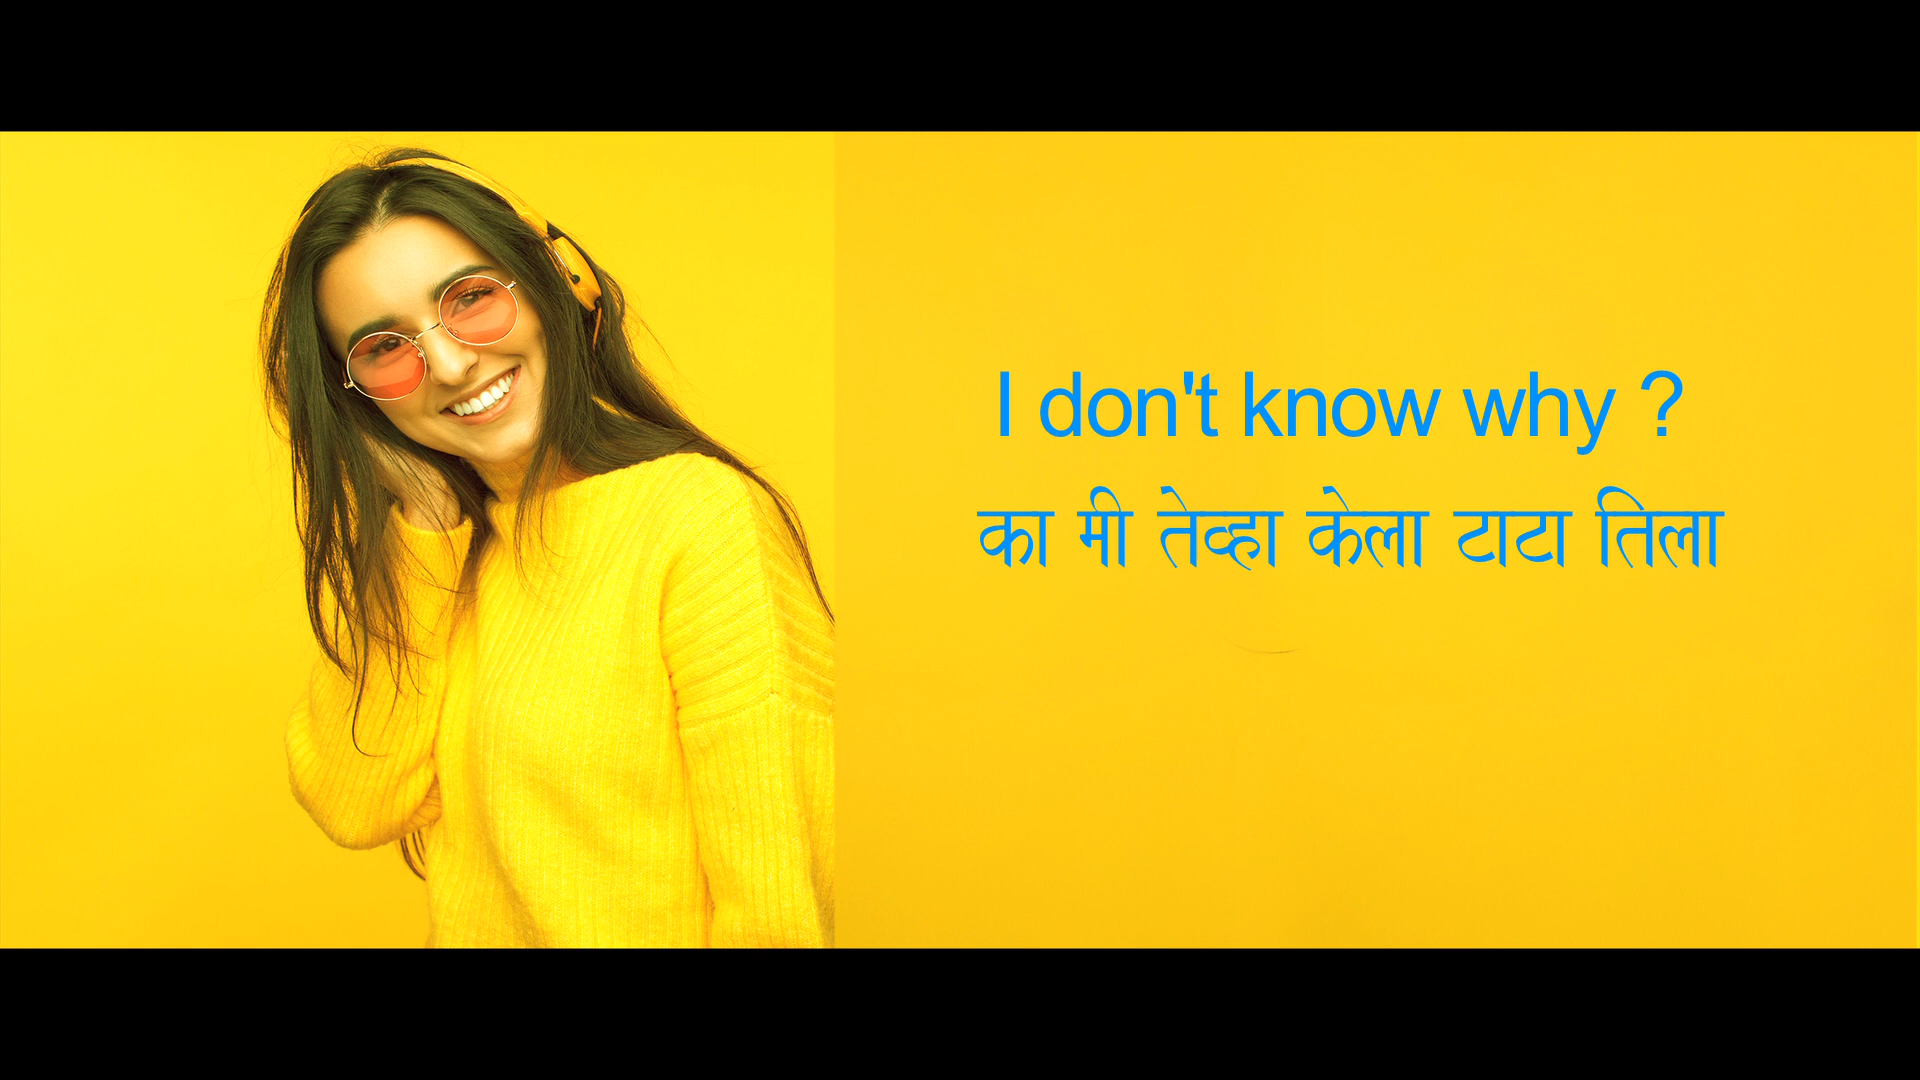 I don't know why ?
का मी तेव्हा केला टाटा तिला